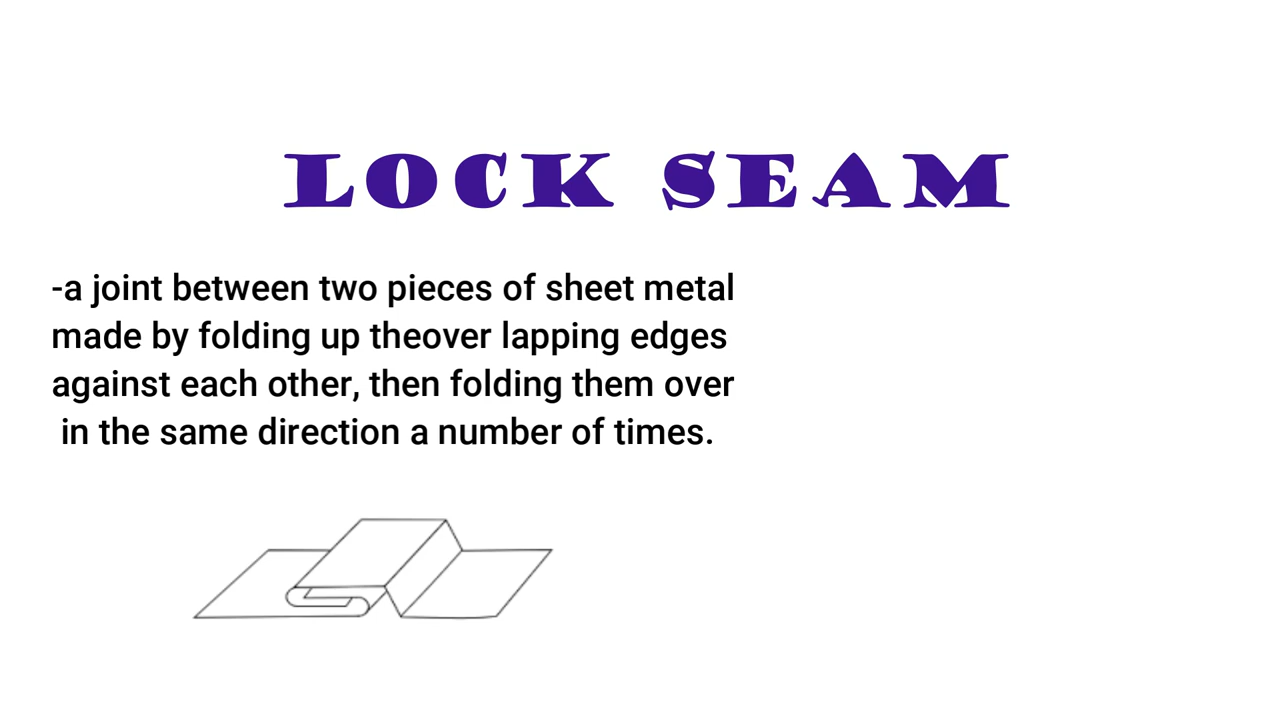 LOCK SEAM
-a joint between two pieces of sheet metal
made by folding up theover lapping edges
against each other, then folding them over
in the same direction a number of times.